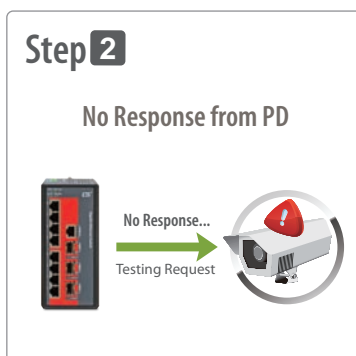 Step 2
No Response from PD
No Response...
Testing Request